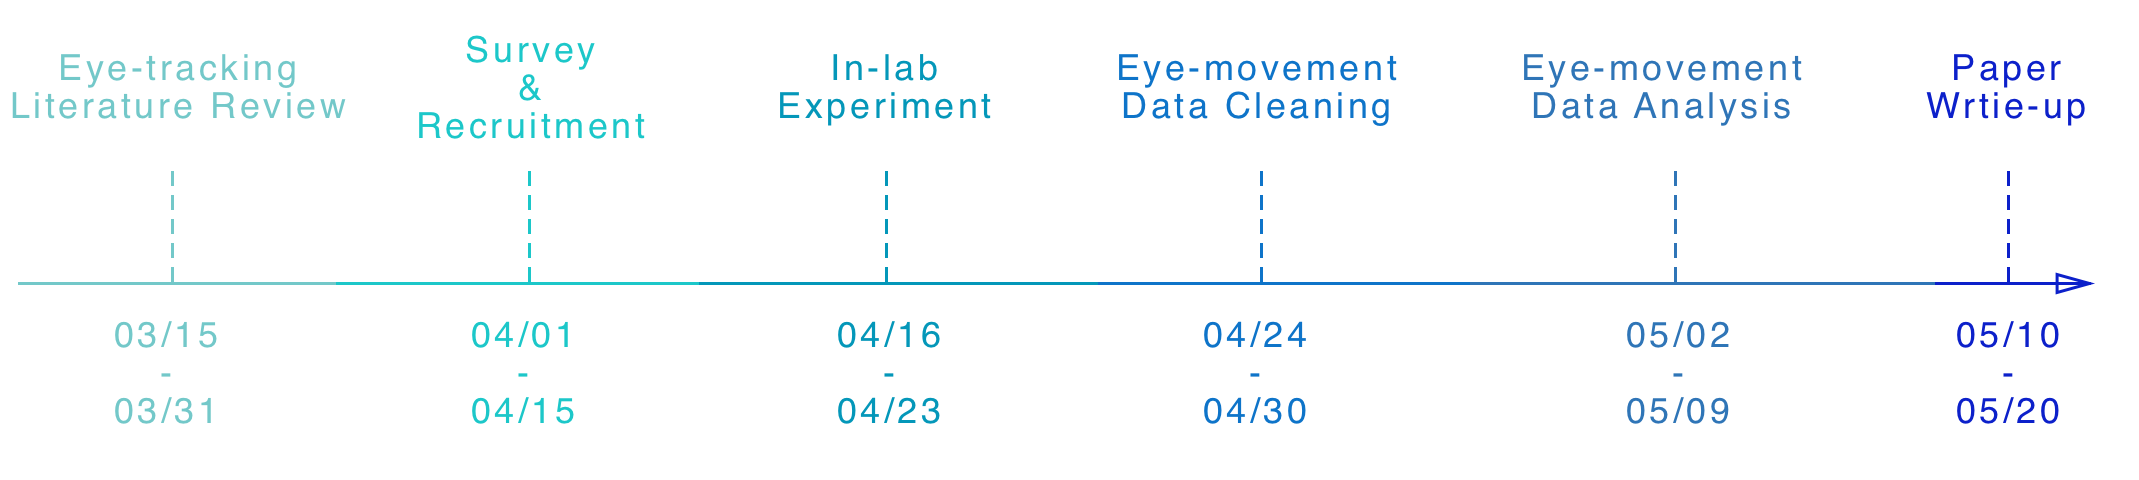 Eye-tracking
Literature Review
Survey
&
Recruitment
In-lab
Experiment
Eye-movement
Data Cleaning
Eye-movement
Data Analysis
Paper
Wrtie-up
03/15
-
03/31
04/01
-
04/15
04/16
-
04/23
04/24
-
04/30
05/02
-
05/09
05/10
-
05/20